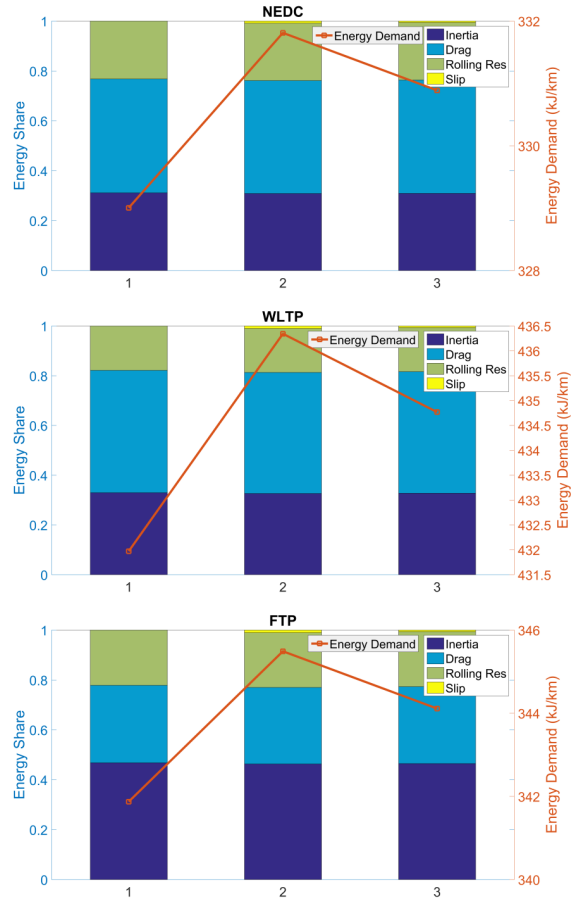 NEDC
Energy Share
1
0.8
0.6
0.4
0.2
0
1
2
3
Energy Demand
Inertia
Drag
Rolling Res
Slip
332
330
328
Energy Demand (kJ/km)
WLTP
Energy Share
1
0.8
0.6
0.4
0.2
0
1
2
3
Energy Demand
Inertia
Drag
Rolling Res
Slip
436.5
436
435.5
435
434.5
434
433.5
433
432.5
432
431.5
Energy Demand (kJ/km)
FTP
Energy Share
1
0.8
0.6
0.4
0.2
0
1
2
3
Energy Demand
Inertia
Drag
Rolling Res
Slip
346
344
342
340
Energy Demand (kJ/km)